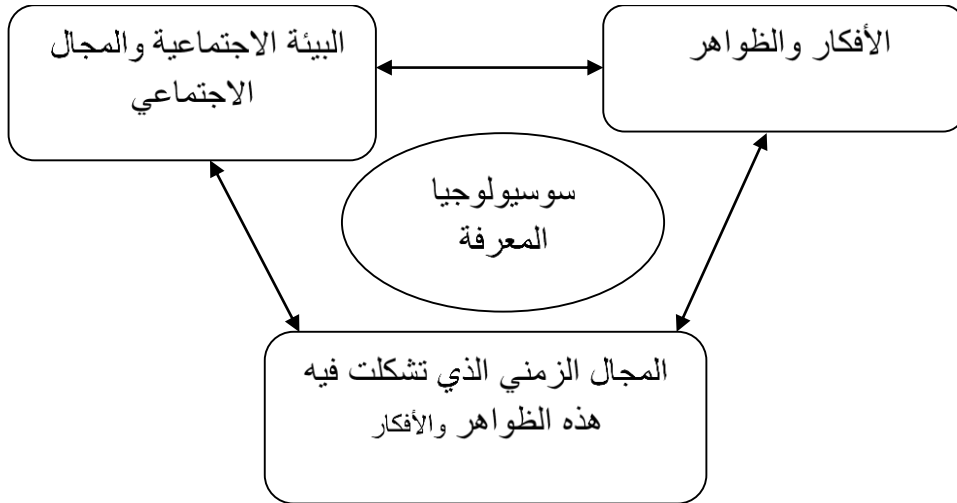 الأفكار والظواهر
البيئة الاجتماعية والمجال
الاجتماعي
سوسيولوجيا
المعرفة
المجال الزمني الذي تشكلت فيه
هذه الظواهر والأفكار